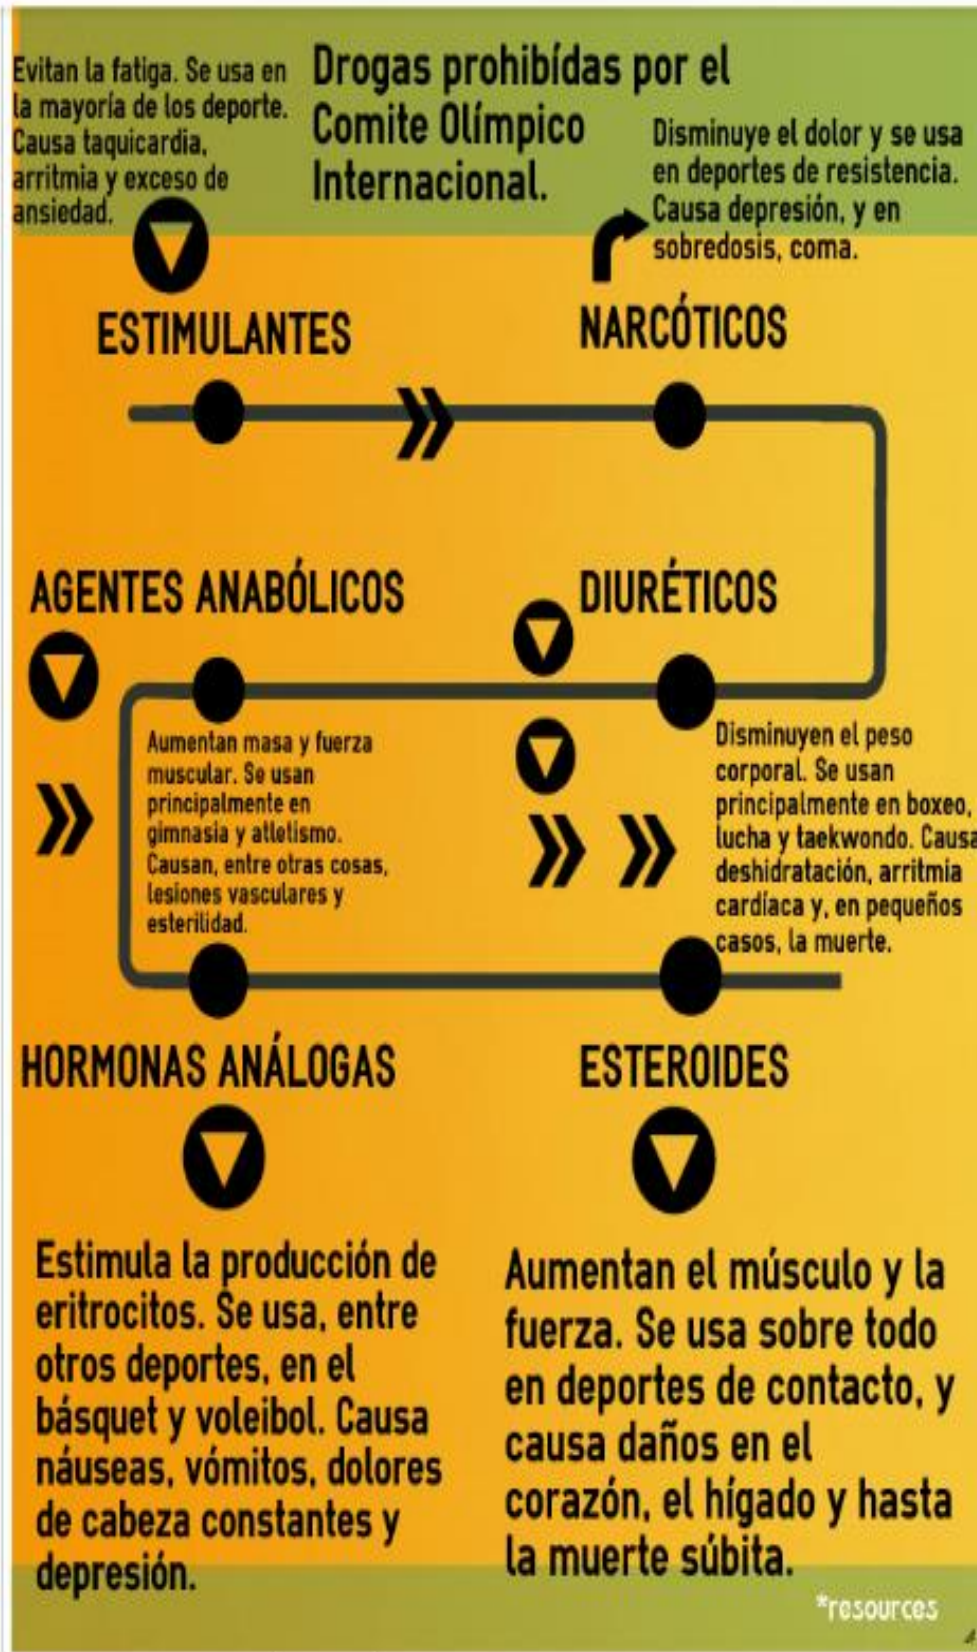 Drogas prohibídas por el
Comite Olímpico
Internacional.
Evitan la fatiga. Se usa en
la mayoría de los deporte.
Causa taquicardia,
arritmia y exceso de
ansiedad.
ESTIMULANTES
Disminuye el dolor y se usa
en deportes de resistencia.
Causa depresión, y en
sobredosis, coma.
NARCÓTICOS
DIURÉTICOS
Disminuyen el peso
corporal. Se usan
principalmente en boxeo,
lucha y taekwondo. Causa
deshidratación, arritmia
cardíaca y, en pequeños
casos, la muerte.
AGENTES ANABÓLICOS
Aumentan masa y fuerza
muscular. Se usan
principalmente en
gimnasia y atletismo.
Causan, entre otras cosas,
lesiones vasculares y
esterilidad.
HORMONAS ANÁLOGAS
Estimula la producción de
eritrocitos. Se usa, entre
otros deportes, en el
básquet y voleibol. Causa
náuseas, vómitos, dolores
de cabeza constantes y
depresión.
ESTEROIDES
Aumentan el músculo y la
fuerza. Se usa sobre todo
en deportes de contacto, y
causa daños en el
corazón, el hígado y hasta
la muerte súbita.
*resources